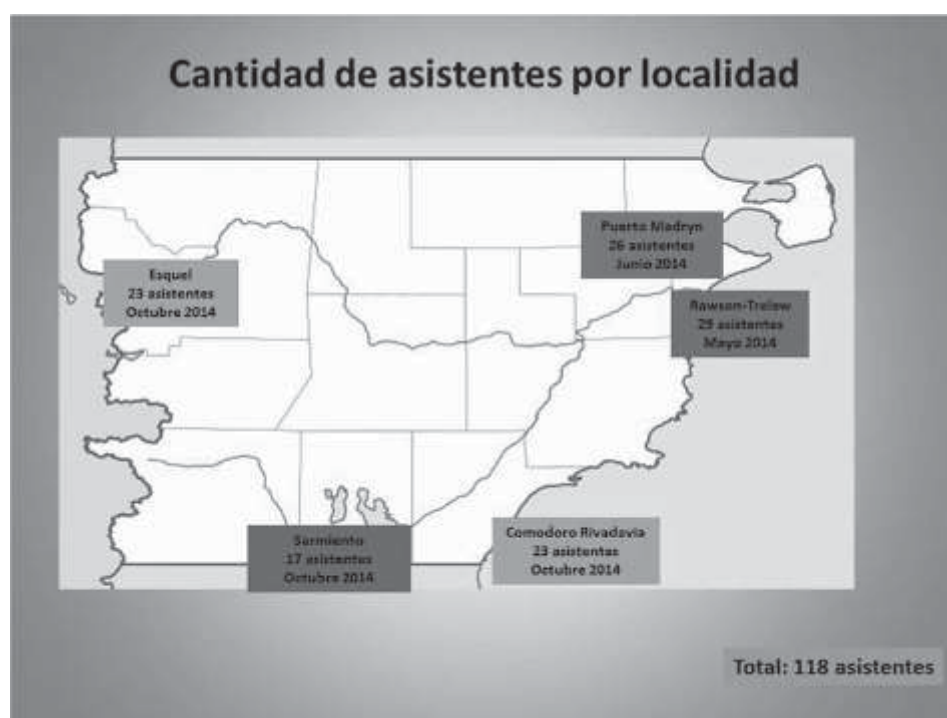 Cantidad de asistentes por localidad
Puerto Madryn
26 asistentes
Junio 2014
Esquel
23 asistentes
Octubre 2014
Rawson-Trelew
29 asistentes
Mayo 2014
Sarmiento
17 asistentes
Octubre 2014
Comodoro Rivadavia
23 asistentes
Octubre 2014
Total: 118 asistentes